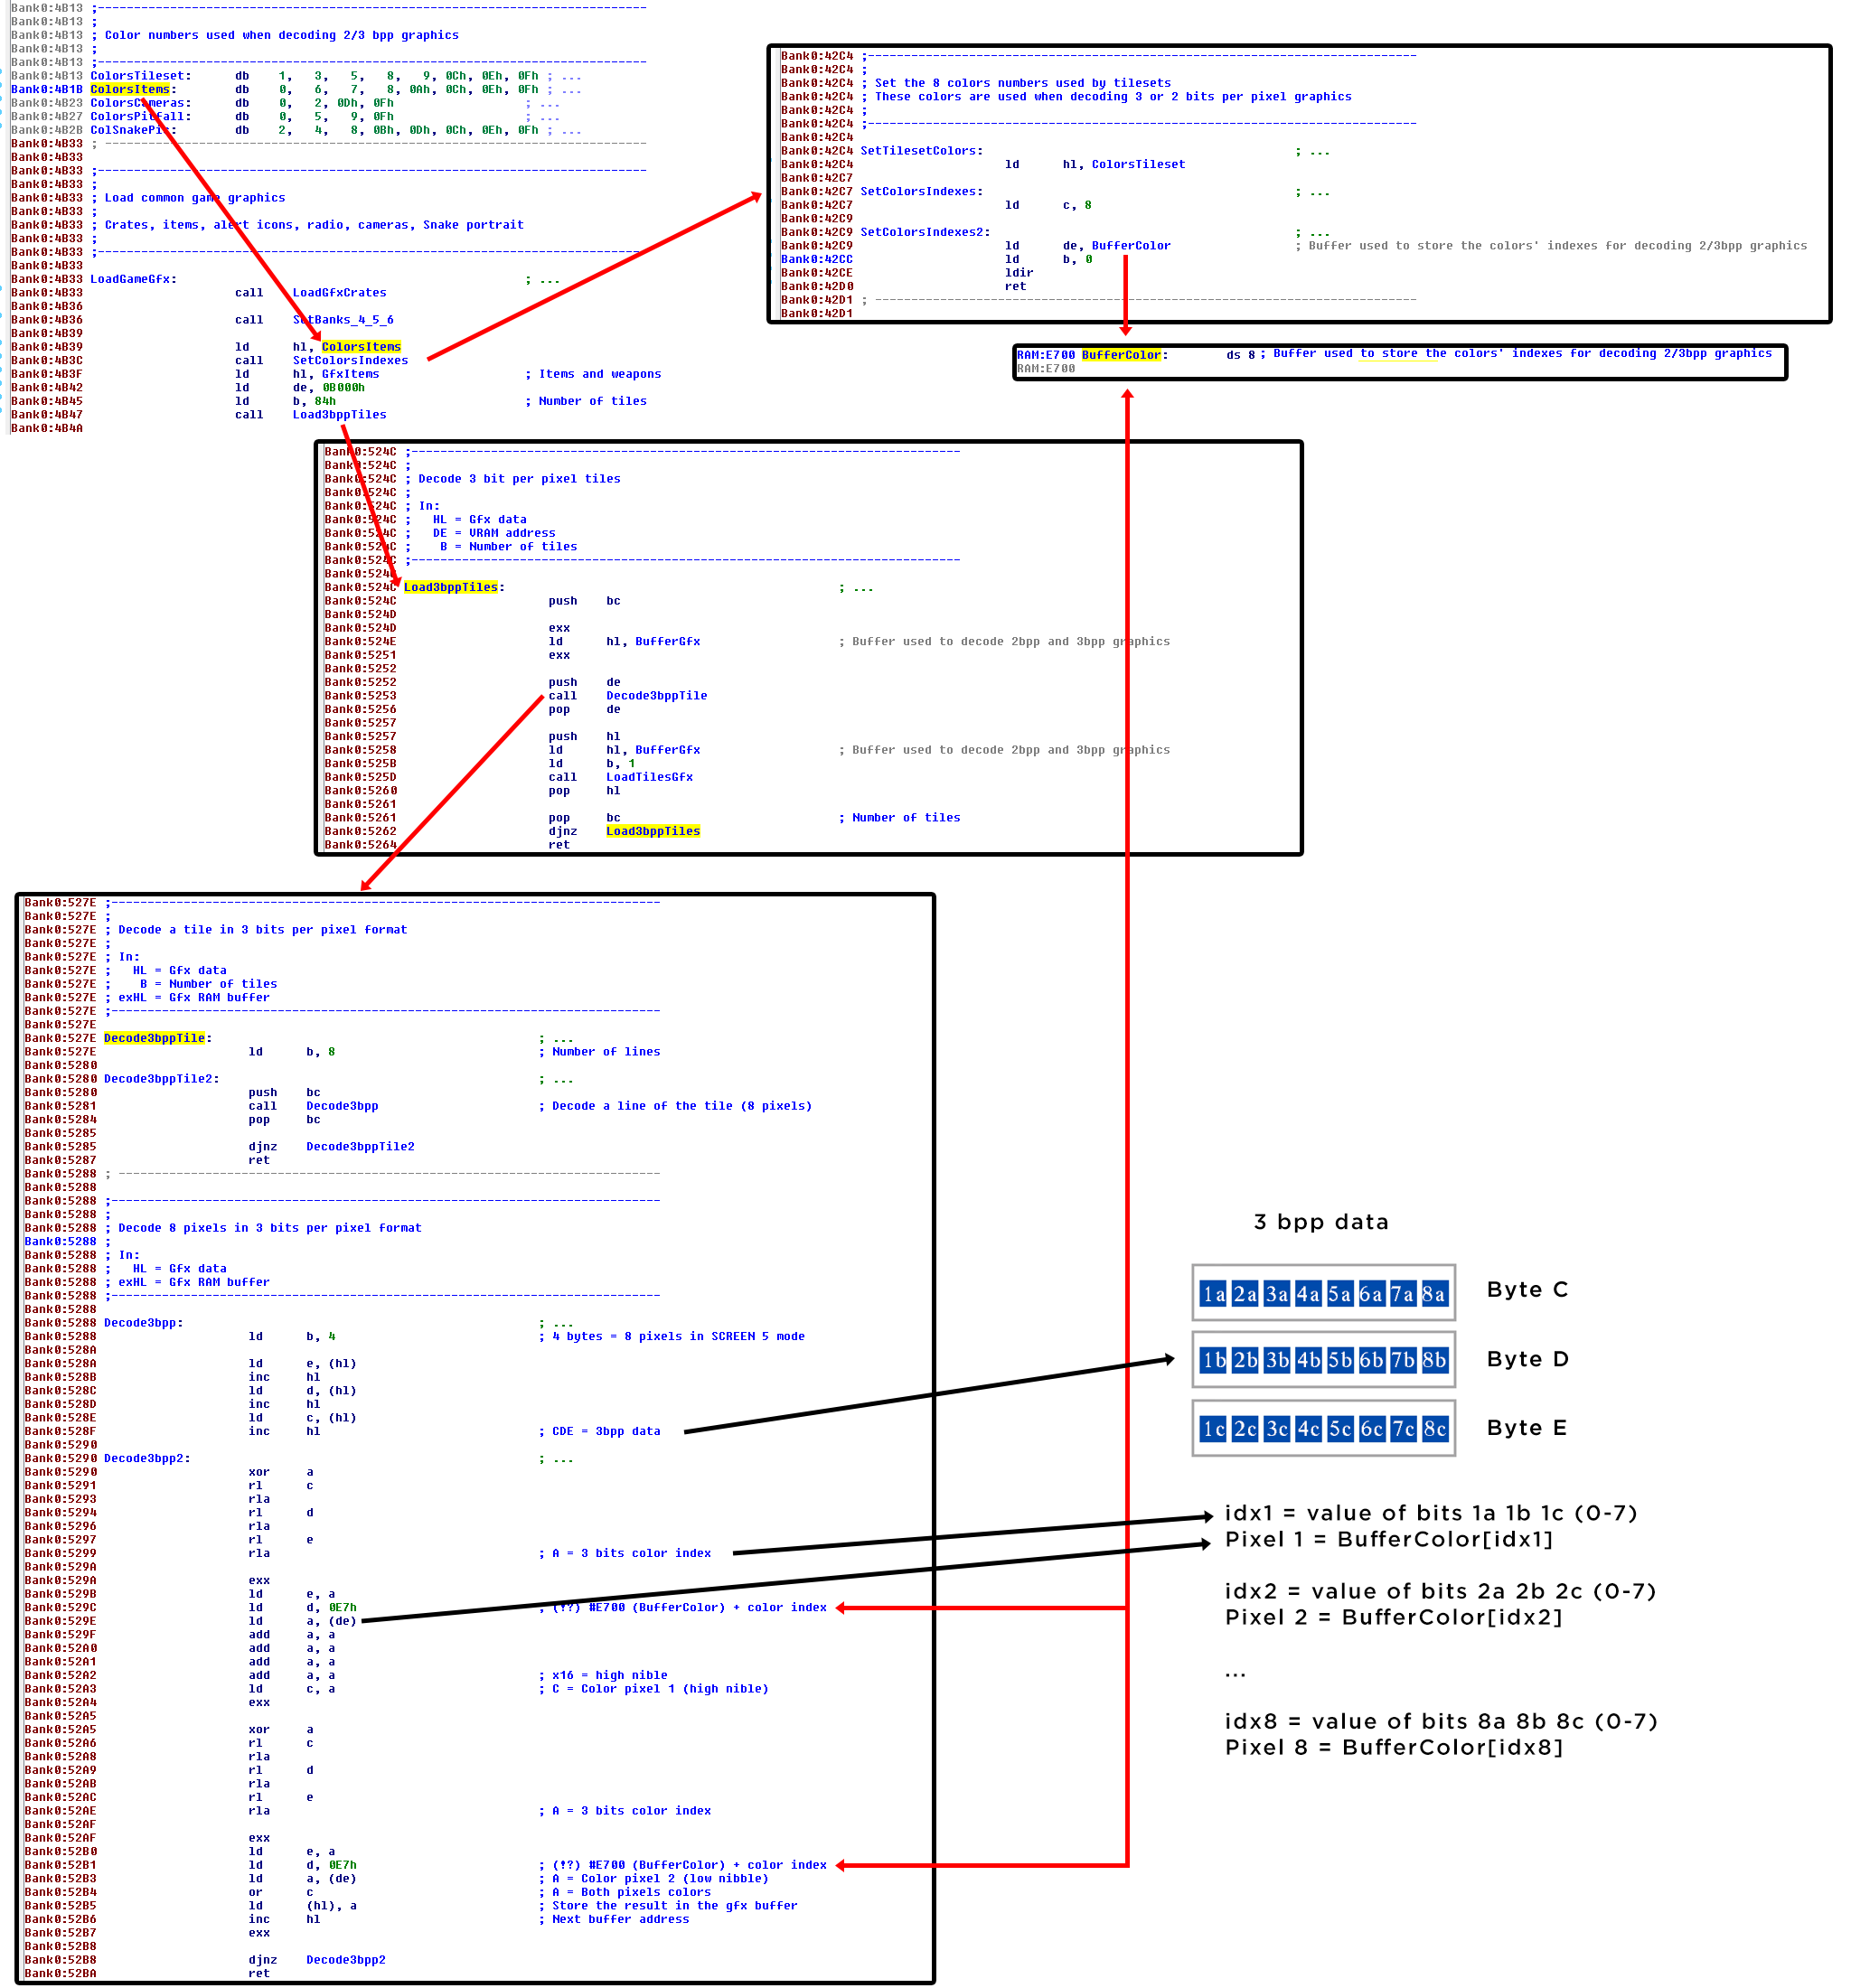 Bank0:4B13 ;----------------------------------------------------------------------------
Bank0:4B13 ;
Bank0:4B13 ; Color numbers used when decoding 2/3 bpp graphics
Bank0:4B13 ;
Bank0:4B13 ;----------------------------------------------------------------------------
Bank0:4B13 ColorsTileset: db 1, 3, 5, 8, 9, 0Ch, 0Eh, 0Fh ; ...
Bank0:4B1B ColorsItems: db 0, 6, 7, 8, 0Ah, 0Ch, 0Eh, 0Fh ; ...
Bank0:4B23 ColorsCameras: db 0, 2, 0Dh, 0Fh ; ...
Bank0:4B27 ColorsPitFall: db 0, 5, 9, 0Fh ; ...
Bank0:4B2B ColSnakePic: db 2, 4, 8, 0Bh, 0Dh, 0Ch, 0Eh, 0Fh ; ...
Bank0:4B33 ; ---------------------------------------------------------------------------
Bank0:4B33
Bank0:4B33 ;----------------------------------------------------------------------------
Bank0:4B33 ;
Bank0:4B33 ; Load common game graphics
Bank0:4B33 ;
Bank0:4B33 ; Crates, items, alert icons, radio, cameras, Snake portrait
Bank0:4B33 ;
Bank0:4B33 ;----------------------------------------------------------------------------
Bank0:4B33
Bank0:4B33 LoadGameGfx: ; ...
Bank0:4B33 call LoadGfxCrates
Bank0:4B36
Bank0:4B36 call SetBanks_4_5_6
Bank0:4B39
Bank0:4B39 ld hl, ColorsItems
Bank0:4B3C call SetColorsIndexes
Bank0:4B3F ld hl, GfxItems ; Items and weapons
Bank0:4B42 ld de, 0B000h
Bank0:4B45 ld b, 84h ; Number of tiles
Bank0:4B47 call Load3bppTiles
Bank0:4B4A
Bank0:42C4 ;----------------------------------------------------------------------------
Bank0:42C4 ;
Bank0:42C4 ; Set the 8 colors numbers used by tilesets
Bank0:42C4 ; These colors are used when decoding 3 or 2 bits per pixel graphics
Bank0:42C4 ;
Bank0:42C4 ;----------------------------------------------------------------------------
Bank0:42C4
Bank0:42C4 SetTilesetColors: ; ...
Bank0:42C4 ld hl, ColorsTileset
Bank0:42C7
Bank0:42C7 SetColorsIndexes: ; ...
Bank0:42C7 ld c, 8
Bank0:42C9
Bank0:42C9 SetColorsIndexes2: ; ...
Bank0:42C9 ld de, BufferColor ; Buffer used to store the colors' indexes for decoding 2/3bpp graphics
Bank0:42CC ld b, 0
Bank0:42CE ldir
Bank0:42D0 ret
Bank0:42D1 ; ---------------------------------------------------------------------------
Bank0:42D1
RAM:E700 BufferColor: ds 8 ; Buffer used to store the colors' indexes for decoding 2/3bpp graphics
RAM:E700
Bank0:524C ;----------------------------------------------------------------------------
Bank0:524C ;
Bank0:524C ; Decode 3 bit per pixel tiles
Bank0:524C ;
Bank0:524C ; In:
Bank0:524C ; HL = Gfx data
Bank0:524C ; DE = VRAM address
Bank0:524C ; B = Number of tiles
Bank0:524C ;----------------------------------------------------------------------------
Bank0:524C
Bank0:524C Load3bppTiles: ; ...
Bank0:524C push bc
Bank0:524D
Bank0:524D exx
Bank0:524E ld hl, BufferGfx ; Buffer used to decode 2bpp and 3bpp graphics
Bank0:5251 exx
Bank0:5252
Bank0:5252 push de
Bank0:5253 call Decode3bppTile
Bank0:5256 pop de
Bank0:5257
Bank0:5257 push hl
Bank0:5258 ld hl, BufferGfx ; Buffer used to decode 2bpp and 3bpp graphics
Bank0:525B ld b, 1
Bank0:525D call LoadTilesGfx
Bank0:5260 pop hl
Bank0:5261
Bank0:5261 pop bc ; Number of tiles
Bank0:5262 djnz Load3bppTiles
Bank0:5264 ret
Bank0:527E ;----------------------------------------------------------------------------
Bank0:527E ;
Bank0:527E ; Decode a tile in 3 bits per pixel format
Bank0:527E ;
Bank0:527E ; In:
Bank0:527E ; HL = Gfx data
Bank0:527E ; B = Number of tiles
Bank0:527E ; exHL = Gfx RAM buffer
Bank0:527E ;----------------------------------------------------------------------------
Bank0:527E
Bank0:527E Decode3bppTile: ; ...
Bank0:527E ld b, 8 ; Number of lines
Bank0:5280
Bank0:5280 Decode3bppTile2: ; ...
Bank0:5280 push bc
Bank0:5281 call Decode3bpp ; Decode a line of the tile (8 pixels)
Bank0:5284 pop bc
Bank0:5285
Bank0:5285 djnz Decode3bppTile2
Bank0:5287 ret
Bank0:5288 ; ---------------------------------------------------------------------------
Bank0:5288
Bank0:5288 ;----------------------------------------------------------------------------
Bank0:5288 ;
Bank0:5288 ; Decode 8 pixels in 3 bits per pixel format
Bank0:5288 ;
Bank0:5288 ; In:
Bank0:5288 ; HL = Gfx data
Bank0:5288 ; exHL = Gfx RAM buffer
Bank0:5288 ;----------------------------------------------------------------------------
Bank0:5288
Bank0:5288 Decode3bpp: ; ...
Bank0:5288 ld b, 4 ; 4 bytes = 8 pixels in SCREEN 5 mode
Bank0:528A
Bank0:528A ld e, (hl)
Bank0:528B inc hl
Bank0:528C ld d, (hl)
Bank0:528D inc hl
Bank0:528E ld c, (hl)
Bank0:528F inc hl ; CDE = 3bpp data
Bank0:5290
Bank0:5290 Decode3bpp2: ; ...
Bank0:5290 xor a
Bank0:5291 rl c
Bank0:5293 rla
Bank0:5294 rl d
Bank0:5296 rla
Bank0:5297 rl e
Bank0:5299 rla ; A = 3 bits color index
Bank0:529A
Bank0:529A exx
Bank0:529B ld e, a
Bank0:529C ld d, 0E7h ; (!?) #E700 (BufferColor) + color index
Bank0:529E ld a, (de)
Bank0:529F add a, a
Bank0:52A0 add a, a
Bank0:52A1 add a, a
Bank0:52A2 add a, a ; x16 = high nible
Bank0:52A3 ld c, a ; C = Color pixel 1 (high nible)
Bank0:52A4 exx
Bank0:52A5
Bank0:52A5 xor a
Bank0:52A6 rl c
Bank0:52A8 rla
Bank0:52A9 rl d
Bank0:52AB rla
Bank0:52AC rl e
Bank0:52AE rla ; A = 3 bits color index
Bank0:52AF
Bank0:52AF exx
Bank0:52B0 ld e, a
Bank0:52B1 ld d, 0E7h ; (!?) #E700 (BufferColor) + color index
Bank0:52B3 ld a, (de) ; A = Color pixel 2 (low nibble)
Bank0:52B4 or c ; A = Both pixels colors
Bank0:52B5 ld (hl), a ; Store the result in the gfx buffer
Bank0:52B6 inc hl ; Next buffer address
Bank0:52B7 exx
Bank0:52B8
Bank0:52B8 djnz Decode3bpp2
Bank0:52BA ret
3 bpp data
1a 2a 3a 4a 5a 6a 7a 8a Byte C
1b 2b 3b 4b 5b 6b 7b 8b Byte D
1c 2c 3c 4c 5c 6c 7c 8c Byte E
idx1 = value of bits 1a 1b 1c (0-7)
Pixel 1 = BufferColor[idx1]
idx2 = value of bits 2a 2b 2c (0-7)
Pixel 2 = BufferColor[idx2]
...
idx8 = value of bits 8a 8b 8c (0-7)
Pixel 8 = BufferColor[idx8]